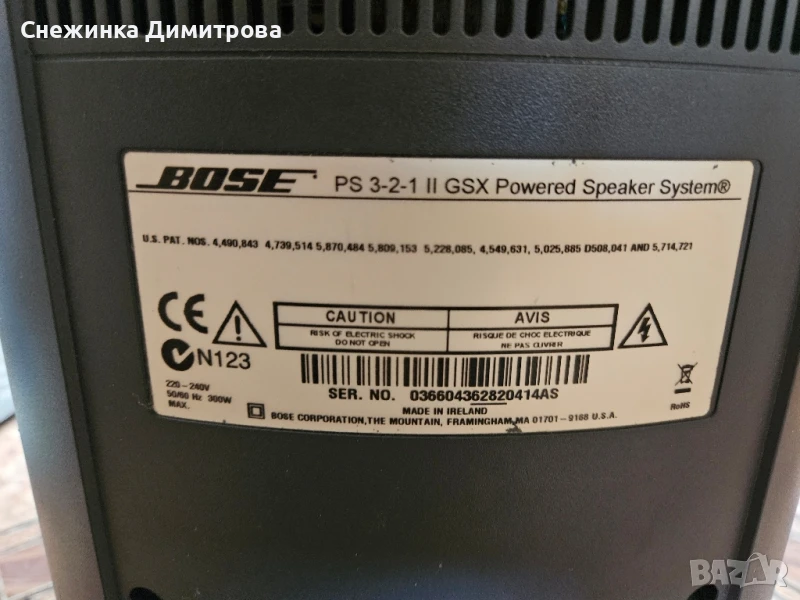 Снежинка Димитрова
BOSE PS 3-2-1 II GSX Powered Speaker System®
U.S. PAT. NOS. 4,490,843 4,739,514 5,870,484 5,809,153 5,228,085, 4,549,631, 5,025,885 D508,041 AND 5,714,721
CE
CAUTION AVIS
RISK OF ELECTRIC SHOCK RISQUE DE CHOC ELECTRIQUE
DO NOT OPEN NE PAS OUVRIR
N123
220-240V
50/60 Hz 300W
MAX.
SER. NO. 036604362820414AS
MADE IN IRELAND
BOSE CORPORATION, THE MOUNTAIN, FRAMINGHAM, MA 01701-9168 U.S.A.
RoHS
BAZAR